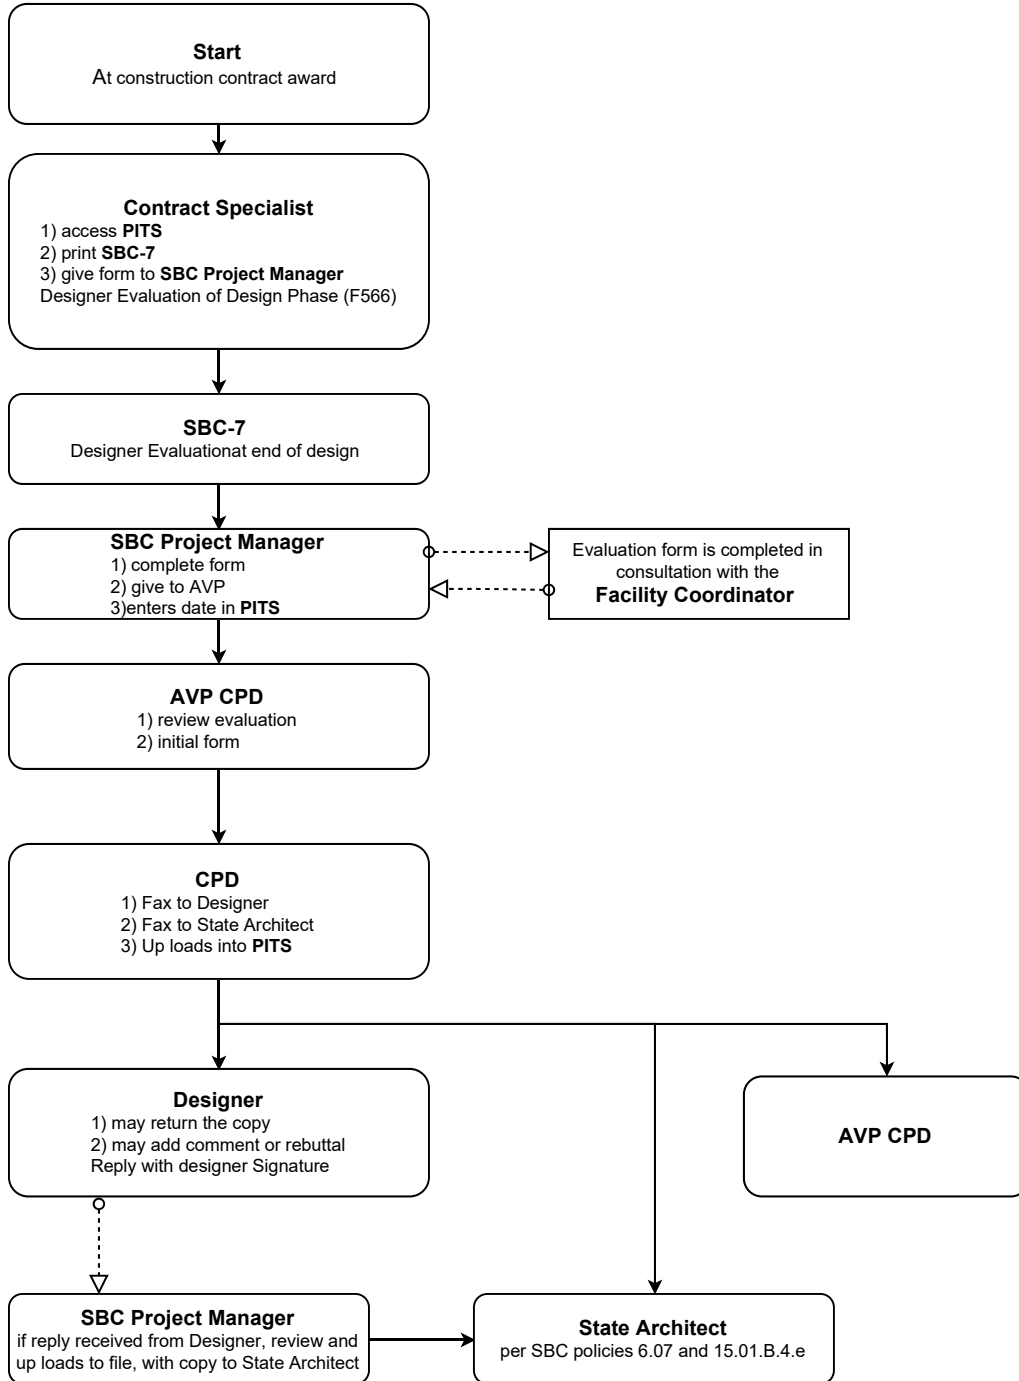 Start
At construction contract award
Contract Specialist
1) access PITS
2) print SBC-7
3) give form to SBC Project Manager
Designer Evaluation of Design Phase (F566)
SBC-7
Designer Evaluationat end of design
SBC Project Manager
1) complete form
2) give to AVP
3)enters date in PITS
Evaluation form is completed in
consultation with the
Facility Coordinator
AVP CPD
1) review evaluation
2) initial form
CPD
1) Fax to Designer
2) Fax to State Architect
3) Up loads into PITS
Designer
1) may return the copy
2) may add comment or rebuttal
Reply with designer Signature
AVP CPD
SBC Project Manager
if reply received from Designer, review and
up loads to file, with copy to State Architect
State Architect
per SBC policies 6.07 and 15.01.B.4.e